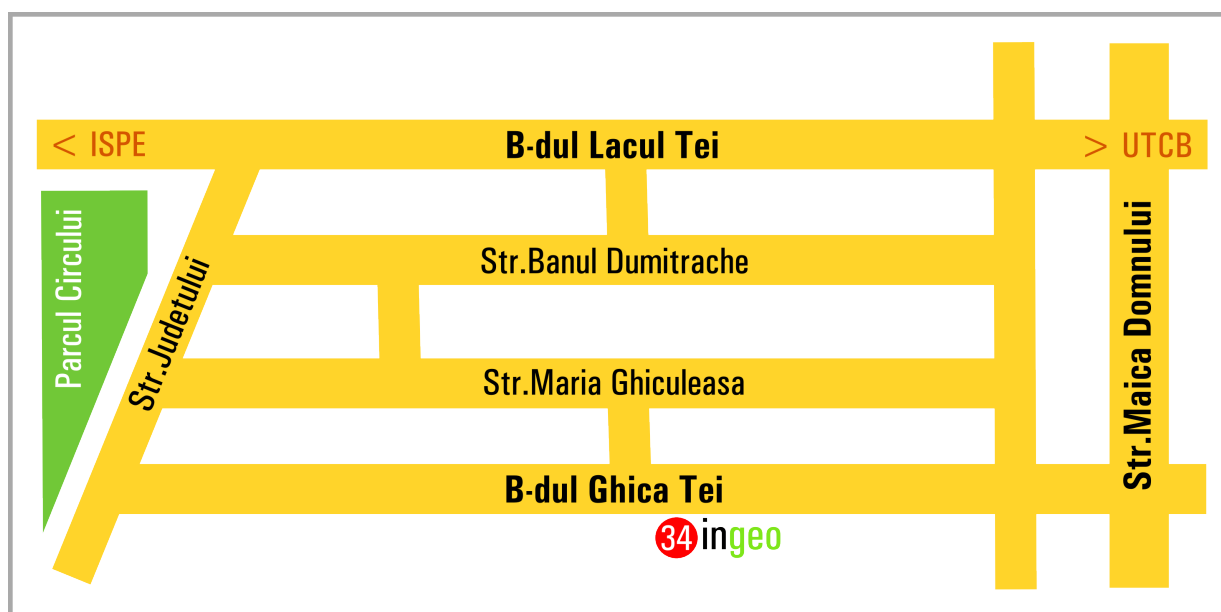 < ISPE
B-dul Lacul Tei
> UTCB
Parcul Circului
Str.Judetului
Str.Banul Dumitrache
Str.Maica Domnului
Str.Maria Ghiculeasa
B-dul Ghica Tei
34 ingeo